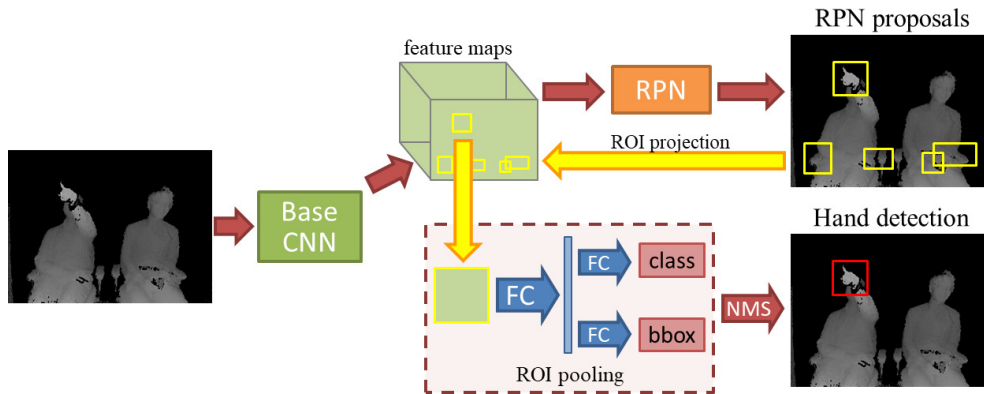 RPN proposals
feature maps
RPN
ROI projection
Base
CNN
Hand detection
FC
FC
class
FC
bbox
NMS
ROI pooling